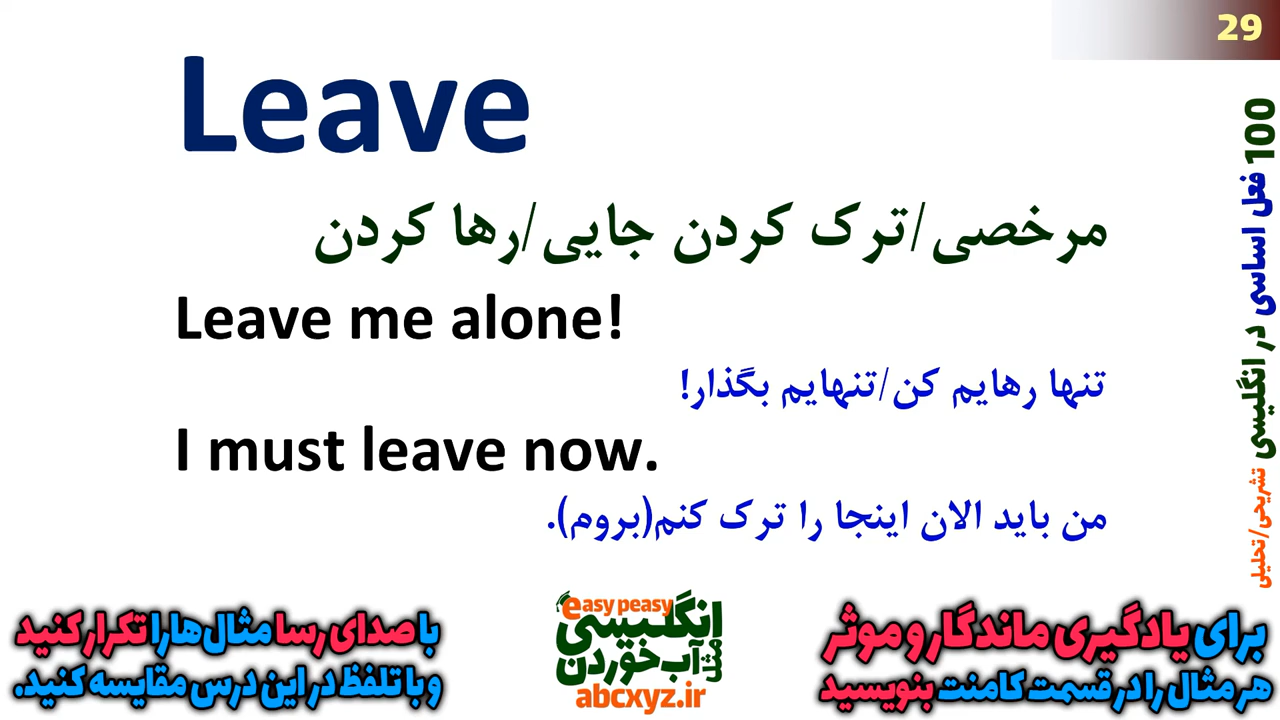 29
Leave
مرخصی/ترک کردن جایی/رها کردن
Leave me alone!
تنها رهایم کن/تنهایم بگذار!
I must leave now.
من باید الان اینجا را ترک کنم(بروم).
100 فعل اساسی در انگلیسی تشریحی/تحلیلی
برای یادگیری ماندگار و موثر
هر مثال را در قسمت کامنت بنویسید
easy peasy
انگلیسی
مثل آب خوردن
abcxyz.ir
با صدای رسا مثال‌ها را تکرار کنید
و با تلفظ در این درس مقایسه کنید.